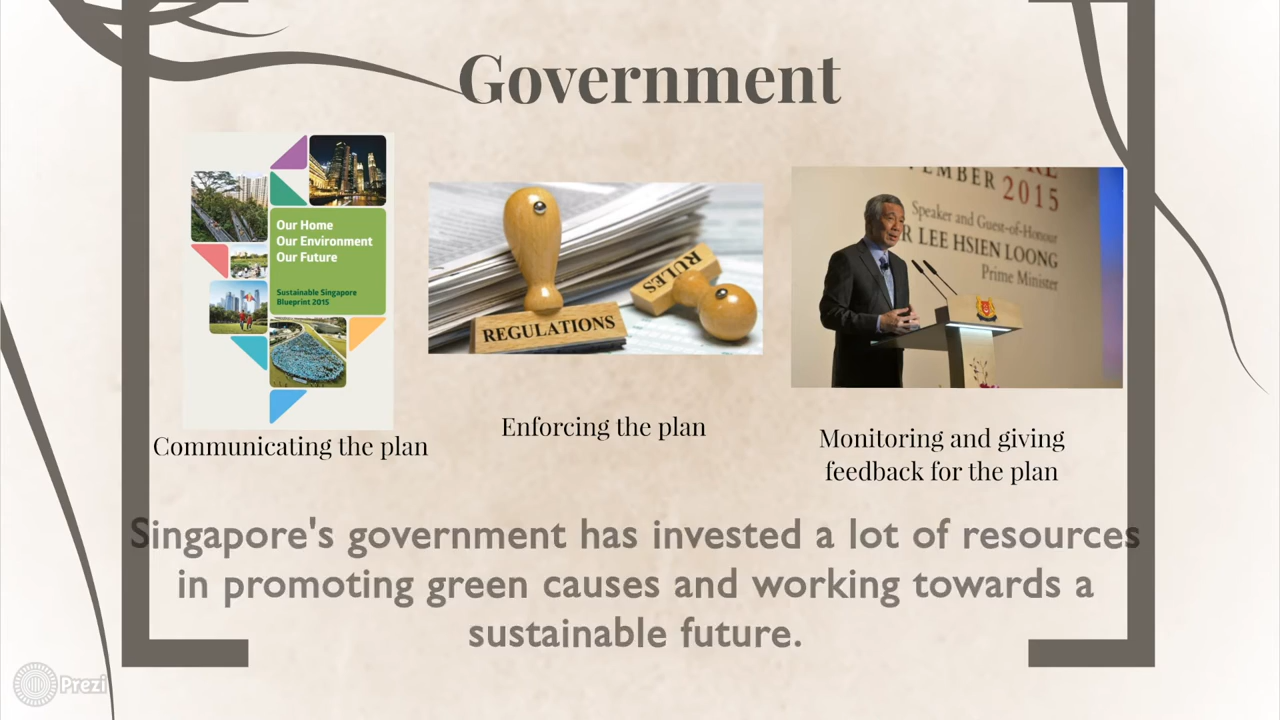 Government
Our Home
Our Environment
Our Future
Sustainable Singapore
Blueprint 2015
REGULATIONS
RULES
VEMBER 2015
Speaker and Guest-of-Honour
R LEE HSIEN LOONG
Prime Minister
Communicating the plan
Enforcing the plan
Monitoring and giving
feedback for the plan
Singapore's government has invested a lot of resources
in promoting green causes and working towards a
sustainable future.
Prezi